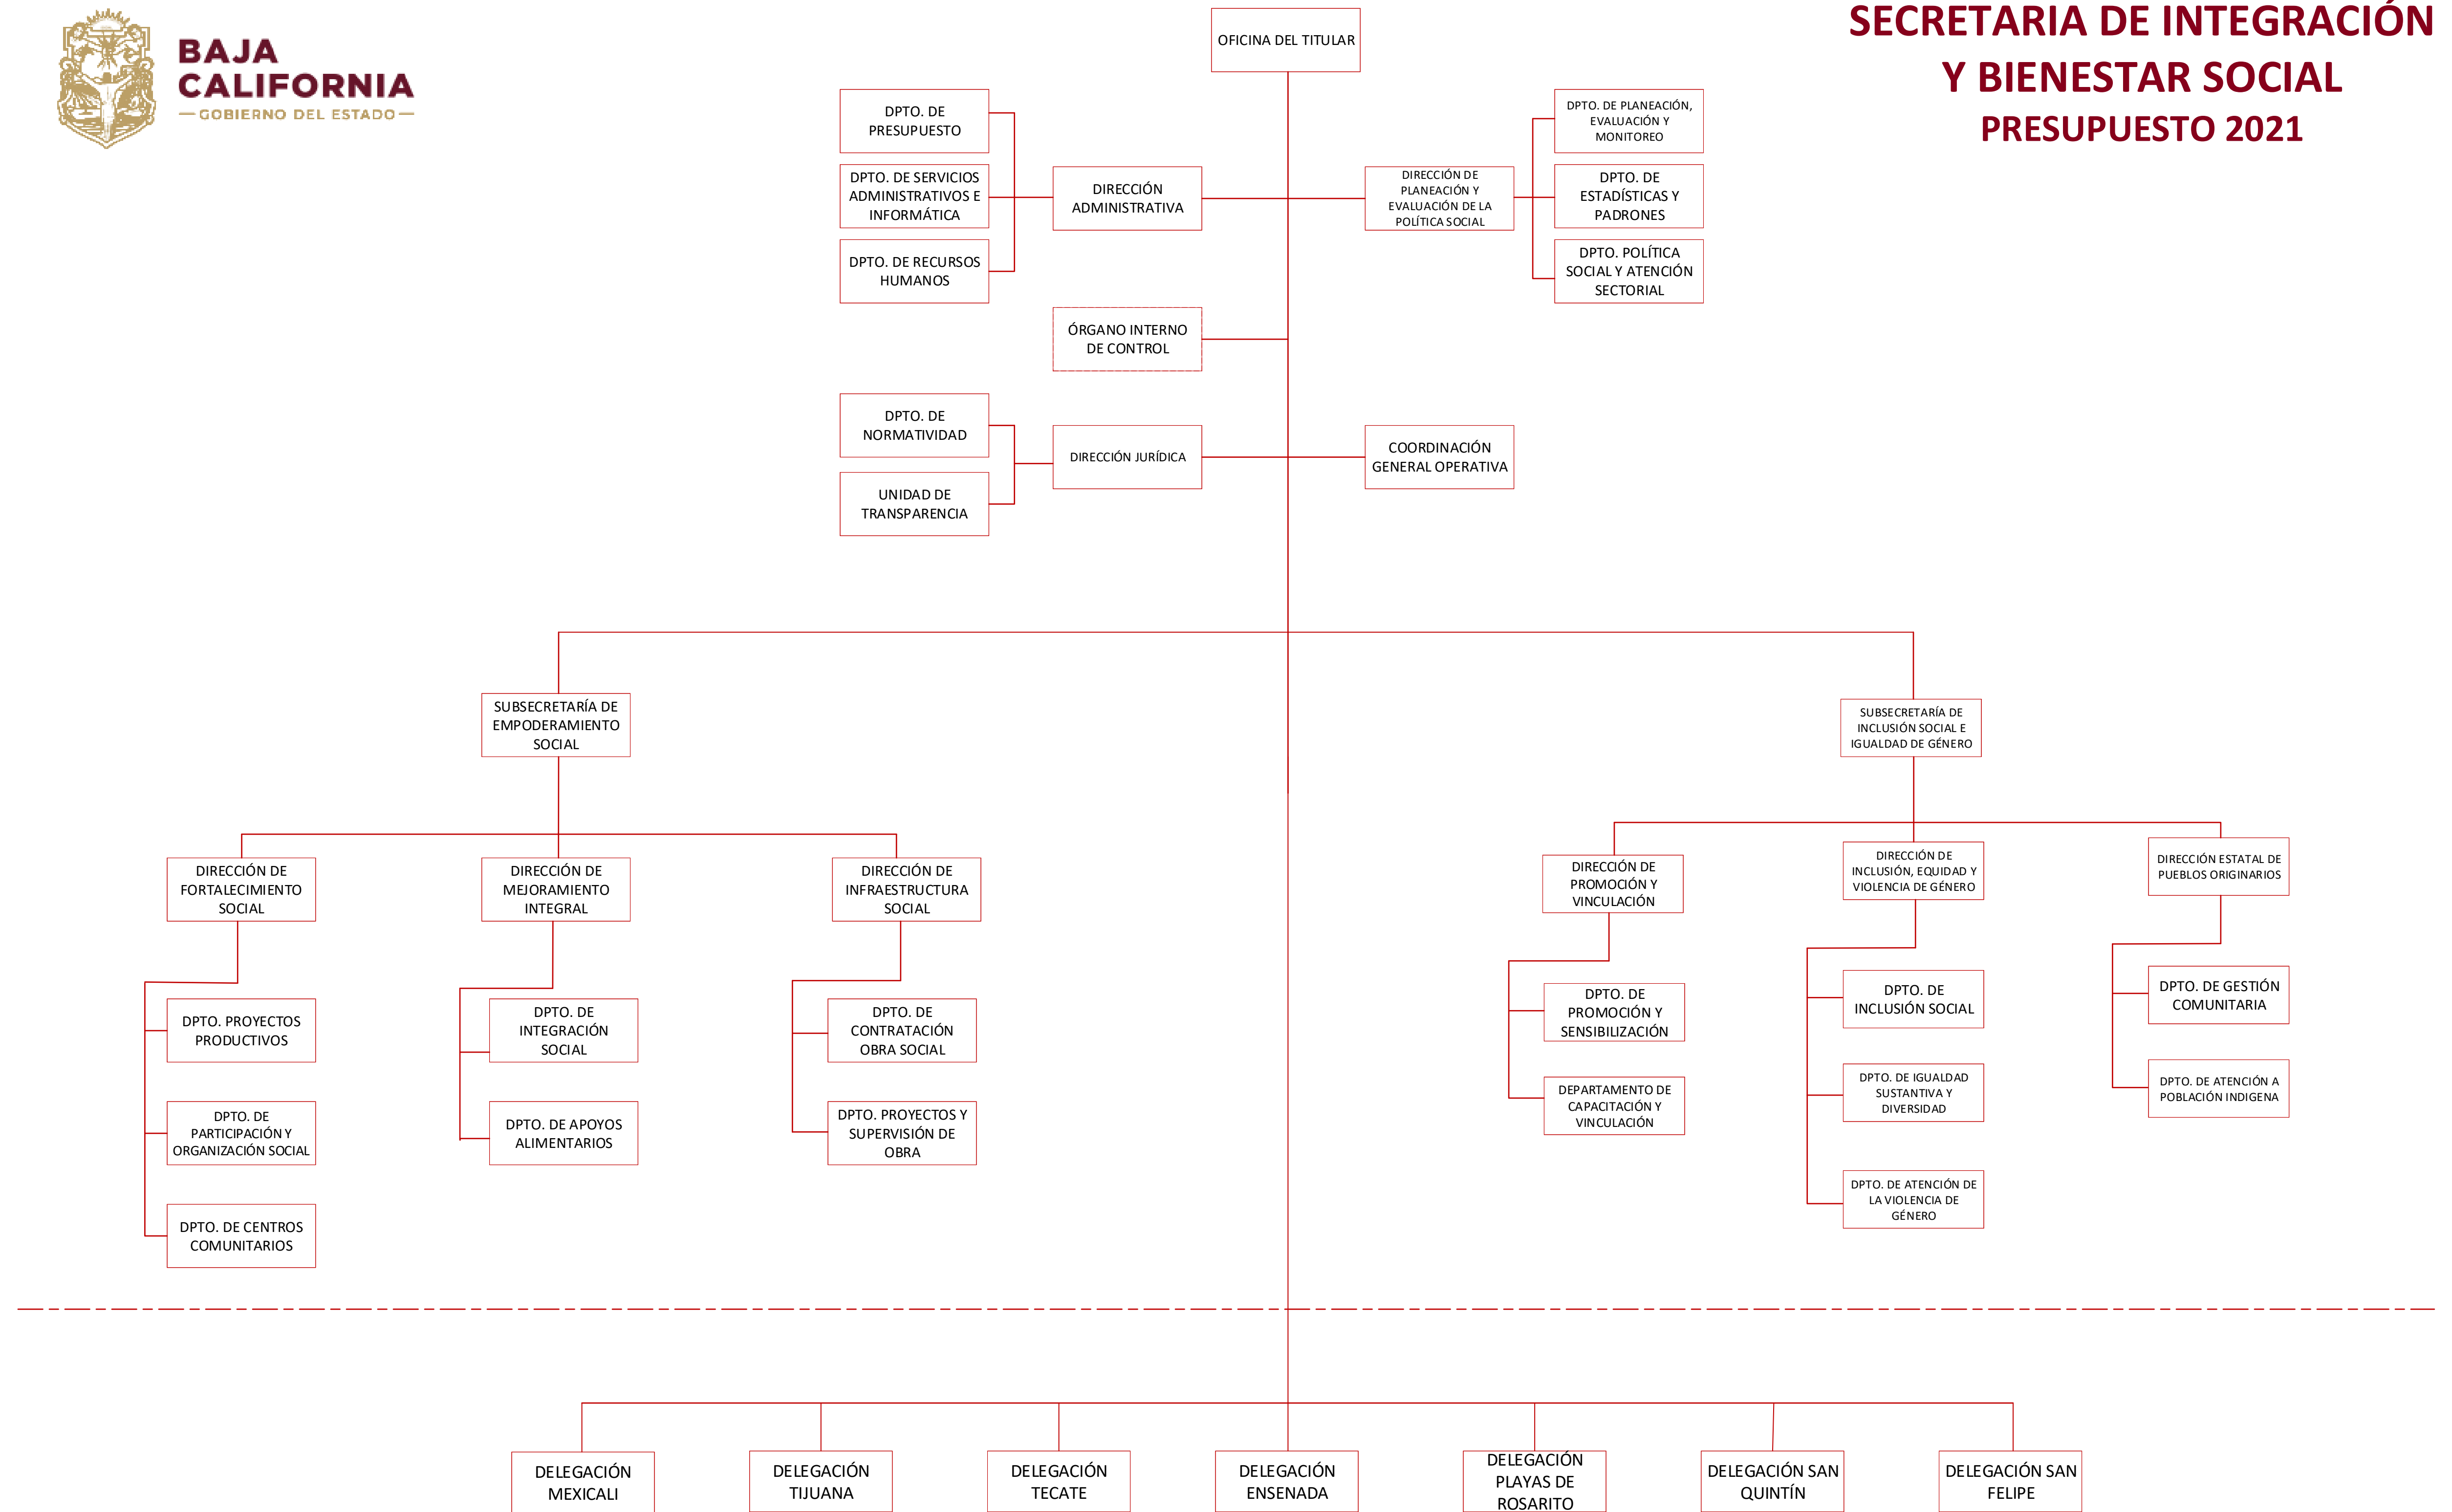 BAJA
CALIFORNIA
GOBIERNO DEL ESTADO
SECRETARIA DE INTEGRACIÓN
Y BIENESTAR SOCIAL
PRESUPUESTO 2021
OFICINA DEL TITULAR
DPTO. DE
PRESUPUESTO
DPTO. DE SERVICIOS
ADMINISTRATIVOS E
INFORMÁTICA
DPTO. DE RECURSOS
HUMANOS
DIRECCIÓN
ADMINISTRATIVA
DIRECCIÓN DE
PLANEACIÓN Y
EVALUACIÓN DE LA
POLÍTICA SOCIAL
DPTO. DE PLANEACIÓN,
EVALUACIÓN Y
MONITOREO
DPTO. DE
ESTADÍSTICAS Y
PADRONES
DPTO. POLÍTICA
SOCIAL Y ATENCIÓN
SECTORIAL
ÓRGANO INTERNO
DE CONTROL
DPTO. DE
NORMATIVIDAD
UNIDAD DE
TRANSPARENCIA
DIRECCIÓN JURÍDICA
COORDINACIÓN
GENERAL OPERATIVA
SUBSECRETARÍA DE
EMPODERAMIENTO
SOCIAL
SUBSECRETARÍA DE
INCLUSIÓN SOCIAL E
IGUALDAD DE GÉNERO
DIRECCIÓN DE
FORTALECIMIENTO
SOCIAL
DIRECCIÓN DE
MEJORAMIENTO
INTEGRAL
DIRECCIÓN DE
INFRAESTRUCTURA
SOCIAL
DIRECCIÓN DE
PROMOCIÓN Y
VINCULACIÓN
DIRECCIÓN DE
INCLUSIÓN, EQUIDAD Y
VIOLENCIA DE GÉNERO
DIRECCIÓN ESTATAL DE
PUEBLOS ORIGINARIOS
DPTO. PROYECTOS
PRODUCTIVOS
DPTO. DE
PARTICIPACIÓN Y
ORGANIZACIÓN SOCIAL
DPTO. DE CENTROS
COMUNITARIOS
DPTO. DE
INTEGRACIÓN
SOCIAL
DPTO. DE APOYOS
ALIMENTARIOS
DPTO. DE
CONTRATACIÓN
OBRA SOCIAL
DPTO. PROYECTOS Y
SUPERVISIÓN DE
OBRA
DPTO. DE
PROMOCIÓN Y
SENSIBILIZACIÓN
DEPARTAMENTO DE
CAPACITACIÓN Y
VINCULACIÓN
DPTO. DE
INCLUSIÓN SOCIAL
DPTO. DE IGUALDAD
SUSTANTIVA Y
DIVERSIDAD
DPTO. DE ATENCIÓN DE
LA VIOLENCIA DE
GÉNERO
DPTO. DE GESTIÓN
COMUNITARIA
DPTO. DE ATENCIÓN A
POBLACIÓN INDIGENA
DELEGACIÓN
MEXICALI
DELEGACIÓN
TIJUANA
DELEGACIÓN
TECATE
DELEGACIÓN
ENSENADA
DELEGACIÓN
PLAYAS DE
ROSARITO
DELEGACIÓN SAN
QUINTÍN
DELEGACIÓN SAN
FELIPE